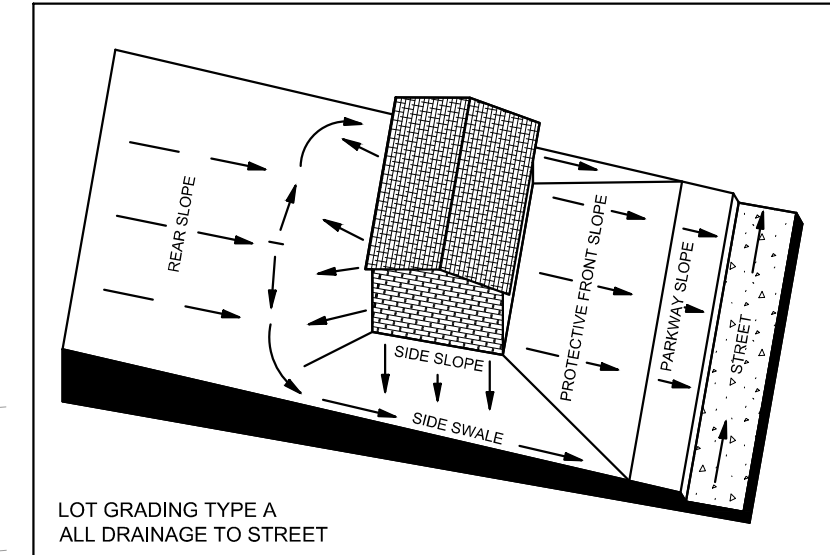 REAR SLOPE
SIDE SLOPE
SIDE SWALE
PROTECTIVE FRONT SLOPE
PARKWAY SLOPE
STREET
LOT GRADING TYPE A
ALL DRAINAGE TO STREET